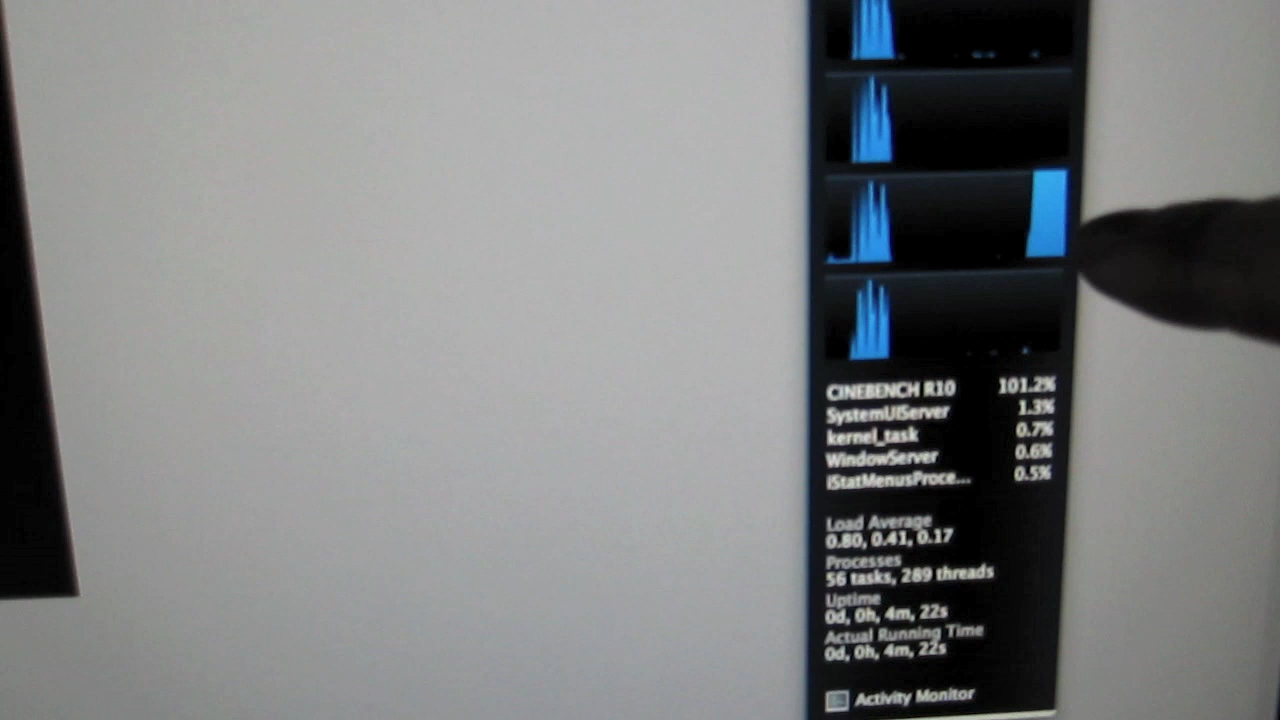 CINEBENCH R10 101.2%
SystemUIServer 1.3%
kernel_task 0.7%
WindowServer 0.6%
iStatMenusProce... 0.5%
Load Average
0.80, 0.41, 0.17
Processes
56 tasks, 289 threads
Uptime
0d, 0h, 4m, 22s
Actual Running Time
0d, 0h, 4m, 22s
Activity Monitor